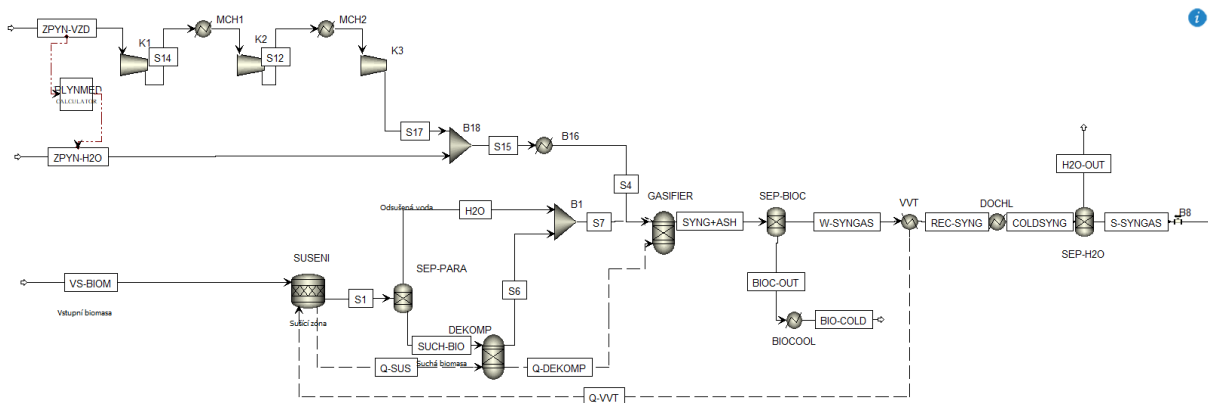 ZPYN-VZD
K1
S14
MCH1
K2
S12
MCH2
K3
CALCULATOR
ZPYN-H2O
S17
B18
S15
B16
S4
H2O-OUT
Odsušená voda
H2O
B1
S7
GASIFIER
SYNG+ASH
SEP-BIOC
W-SYNGAS
VVT
REC-SYNG
DOCHL
COLDSYNG
S-SYNGAS
B8
SEP-H2O
SUSENI
SEP-PARA
VS-BIOM
Vstupní biomasa
S1
S6
BIOC-OUT
Sušící zóna
DEKOMP
SUCH-BIO
Suchá biomasa
BIO-COLD
BIOCOOL
Q-SUS
Q-DEKOMP
Q-VVT
i